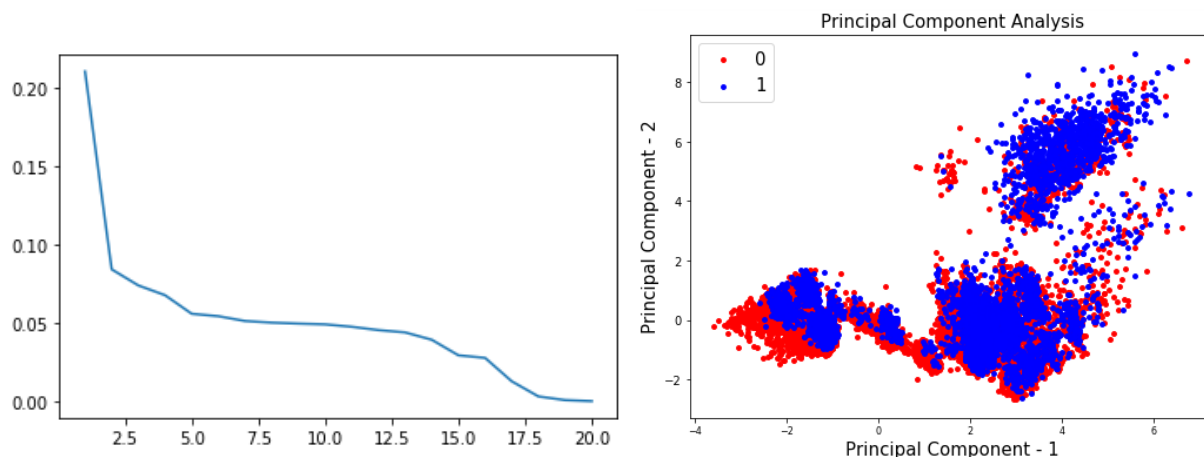 0.20
0.15
0.10
0.05
0.00
2.5 5.0 7.5 10.0 12.5 15.0 17.5 20.0
Principal Component Analysis
0
1
Principal Component - 2
8
6
4
2
0
−2
−4 −2 0 2 4 6
Principal Component - 1